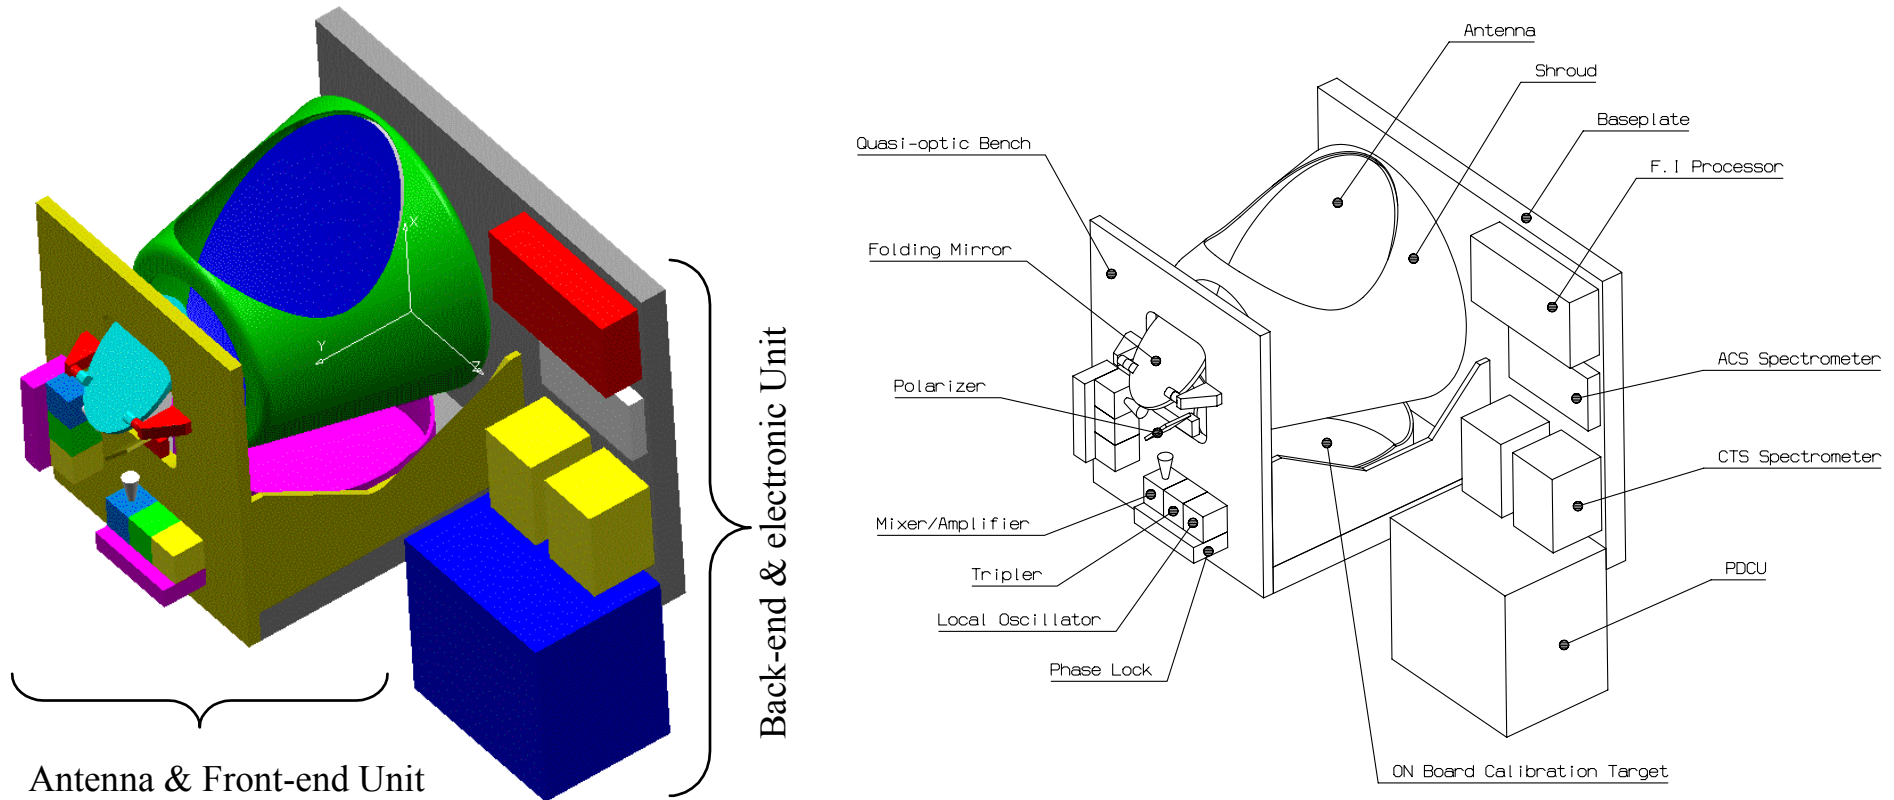 X
Y
Z
Back-end & electronic Unit
Antenna & Front-end Unit
Antenna
Shroud
Baseplate
Quasi-optic Bench
F.I Processor
Folding Mirror
ACS Spectrometer
Polarizer
CTS Spectrometer
Mixer/Amplifier
Tripler
PDCU
Local Oscillator
Phase Lock
ON Board Calibration Target